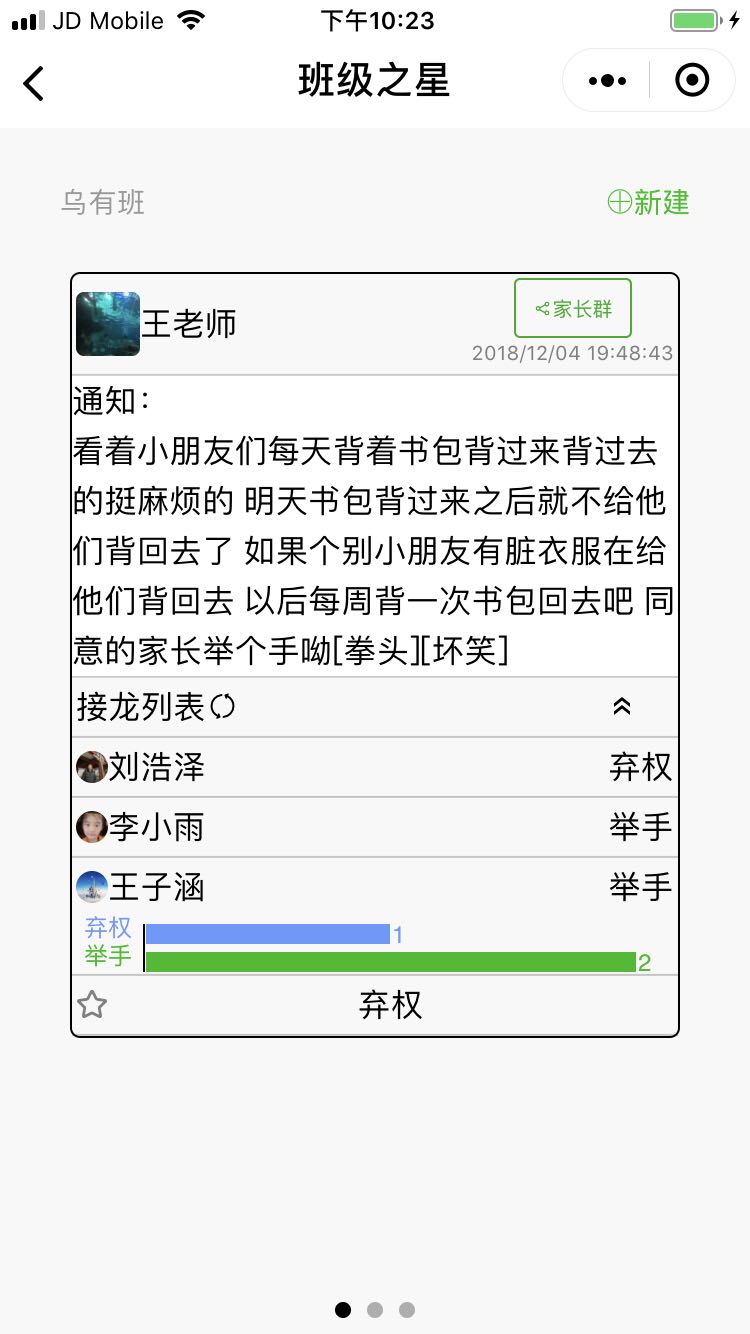 JD Mobile 下午10:23
班级之星
乌有班 新建
王老师
家长群
2018/12/04 19:48:43
通知：
看着小朋友们每天背着书包背过来背过去
的挺麻烦的 明天书包背过来之后就不给他
们背回去了 如果个别小朋友有脏衣服在给
他们背回去 以后每周背一次书包回去吧 同
意的家长举个手呦[拳头][坏笑]
接龙列表
刘浩泽 弃权
李小雨 举手
王子涵 举手
弃权 1
举手 2
弃权